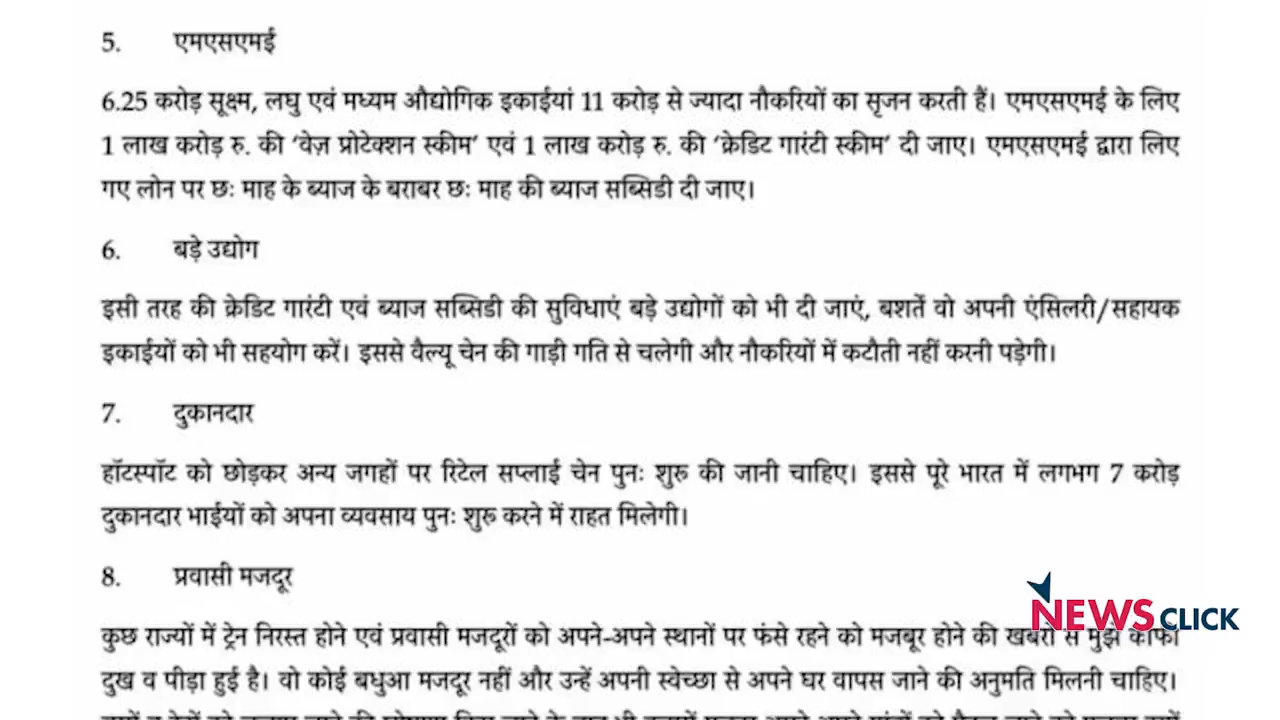 5. एमएसएमई
6.25 करोड़ सूक्ष्म, लघु एवं मध्यम औद्योगिक इकाईयां 11 करोड़ से ज्यादा नौकरियों का सृजन करती हैं। एमएसएमई के लिए
1 लाख करोड़ रु. की ‘वेज़ प्रोटेक्शन स्कीम’ एवं 1 लाख करोड़ रु. की ‘क्रेडिट गारंटी स्कीम’ दी जाए। एमएसएमई द्वारा लिए
गए लोन पर छः माह के ब्याज के बराबर छः माह की ब्याज सब्सिडी दी जाए।
6. बड़े उद्योग
इसी तरह की क्रेडिट गारंटी एवं ब्याज सब्सिडी की सुविधाएं बड़े उद्योगों को भी दी जाएं, बशर्ते वो अपनी एंसिलरी/सहायक
इकाईयों को भी सहयोग करें। इससे वैल्यू चेन की गाड़ी गति से चलेगी और नौकरियों में कटौती नहीं करनी पड़ेगी।
7. दुकानदार
हॉटस्पॉट को छोड़कर अन्य जगहों पर रिटेल सप्लाई चेन पुनः शुरू की जानी चाहिए। इससे पूरे भारत में लगभग 7 करोड़
दुकानदार भाईयों को अपना व्यवसाय पुनः शुरू करने में राहत मिलेगी।
8. प्रवासी मजदूर
NEWSCLICK
कुछ राज्यों में ट्रेन निरस्त होने एवं प्रवासी मजदूरों को अपने-अपने स्थानों पर फंसे रहने को मजबूर होने की खबरों से मुझे काफी
दुख व पीड़ा हुई है। वो कोई बधुआ मजदूर नहीं और उन्हें अपनी स्वेच्छा से अपने घर वापस जाने की अनुमति मिलनी चाहिए।